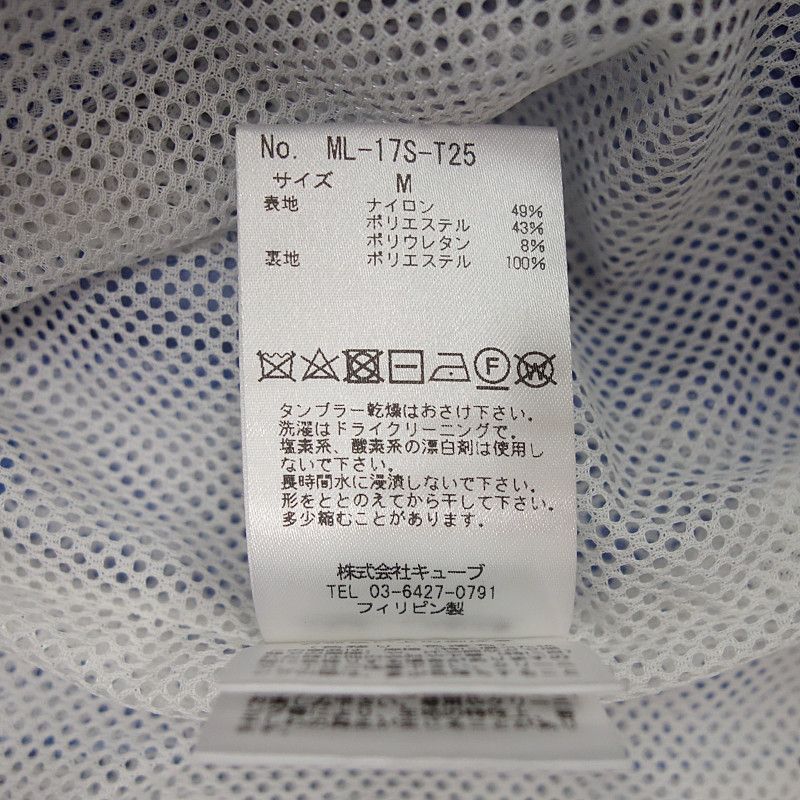 No. ML-17S-T25
サイズ M
表地 ナイロン 49%
ポリエステル 43%
ポリウレタン 8%
裏地 ポリエステル 100%
F W
タンブラー乾燥はおさけ下さい。
洗濯はドライクリーニングで。
塩素系、酸素系の漂白剤は使用し
ないで下さい。
長時間水に浸漬しないで下さい。
形をととのえてから干して下さい。
多少縮むことがあります。
株式会社キューブ
TEL 03-6427-0791
フィリピン製